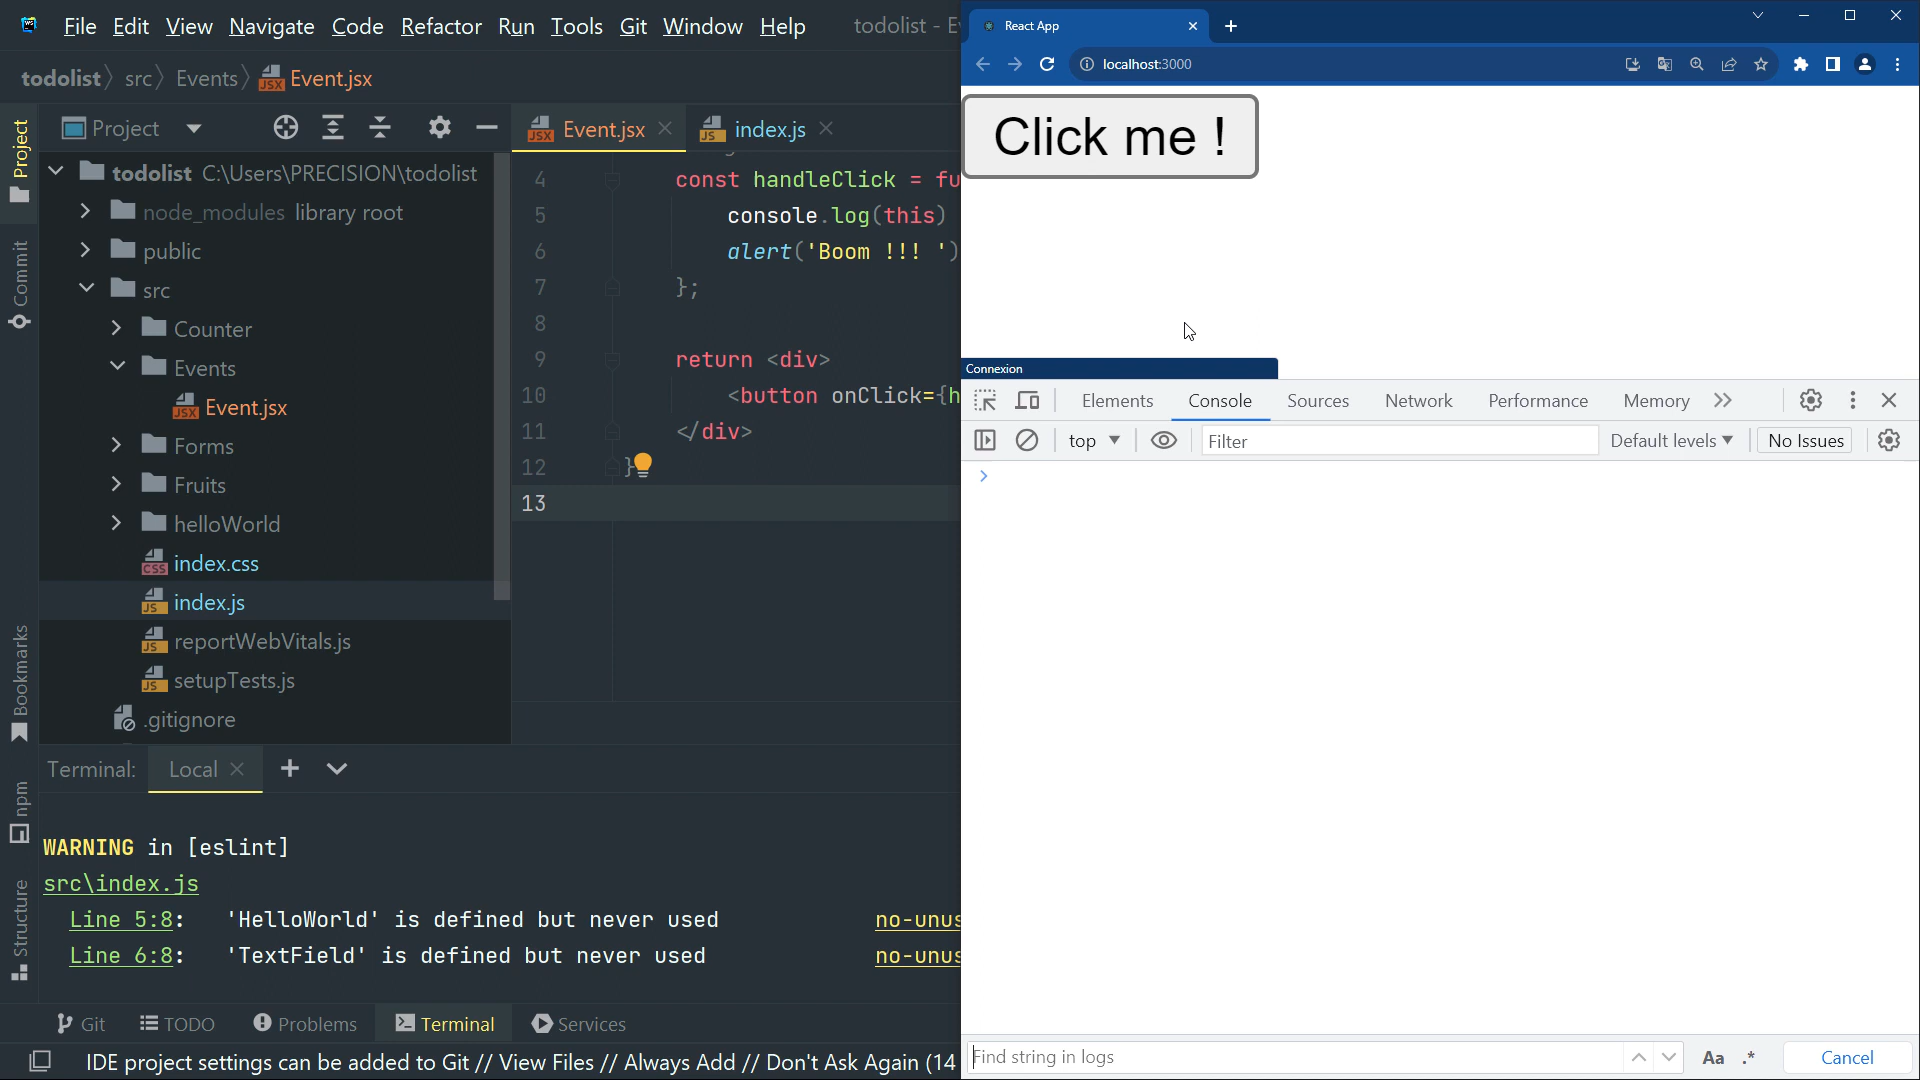 File Edit View Navigate Code Refactor Run Tools Git Window Help todolist - E
todolist src Events Event.jsx
Project
Event.jsx
index.js
todolist C:\Users\PRECISION\todolist
node_modules library root
public
src
Counter
Events
Event.jsx
Forms
Fruits
helloWorld
index.css
index.js
reportWebVitals.js
setupTests.js
.gitignore
Project
Commit
Bookmarks
npm
Structure
4 const handleClick = fu
5 console.log(this)
6 alert('Boom !!! ')
7 };
8
9 return <div>
10 <button onClick={h
11 </div>
12 }
13
Terminal: Local
WARNING in [eslint]
src\index.js
Line 5:8: 'HelloWorld' is defined but never used no-unus
Line 6:8: 'TextField' is defined but never used no-unus
Git TODO Problems Terminal Services
IDE project settings can be added to Git // View Files // Always Add // Don't Ask Again (14
React App
localhost:3000
Click me !
Connexion
Elements Console Sources Network Performance Memory
top Filter Default levels No Issues
Find string in logs Aa .* Cancel